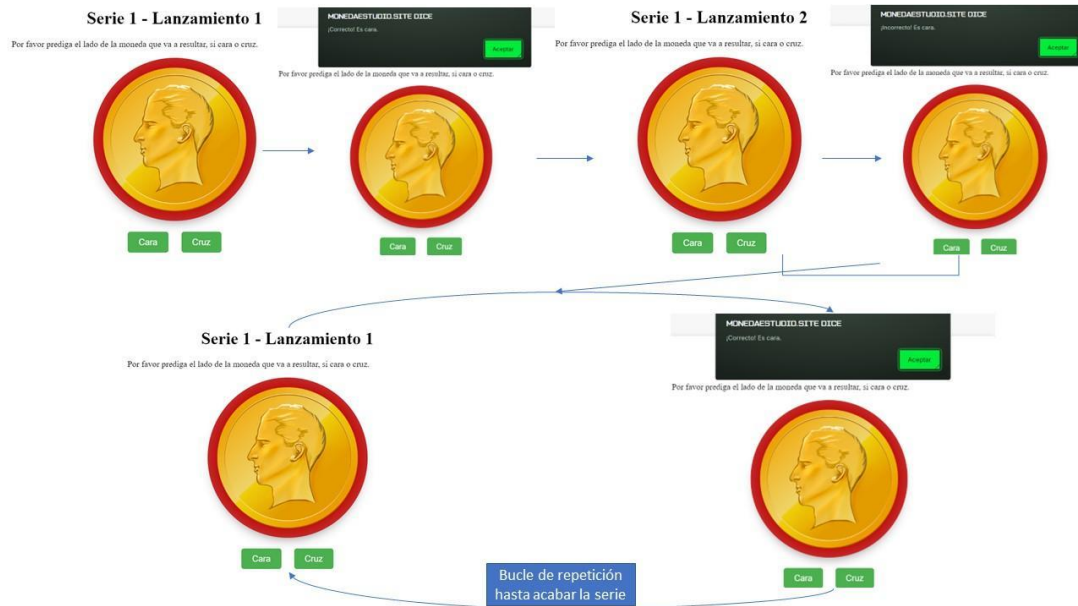 Serie 1 - Lanzamiento 1
Por favor prediga el lado de la moneda que va a resultar, si cara o cruz.
Cara
Cruz
MONEDAESTUDIO.SITE DICE
¡Correcto! Es cara.
Aceptar
Por favor prediga el lado de la moneda que va a resultar, si cara o cruz.
Cara
Cruz
Serie 1 - Lanzamiento 2
Por favor prediga el lado de la moneda que va a resultar, si cara o cruz.
Cara
Cruz
MONEDAESTUDIO.SITE DICE
¡Incorrecto! Es cara.
Aceptar
Por favor prediga el lado de la moneda que va a resultar, si cara o cruz.
Cara
Cruz
Serie 1 - Lanzamiento 1
Por favor prediga el lado de la moneda que va a resultar, si cara o cruz.
Cara
Cruz
MONEDAESTUDIO.SITE DICE
¡Correcto! Es cara.
Aceptar
Por favor prediga el lado de la moneda que va a resultar, si cara o cruz.
Cara
Cruz
Bucle de repetición
hasta acabar la serie